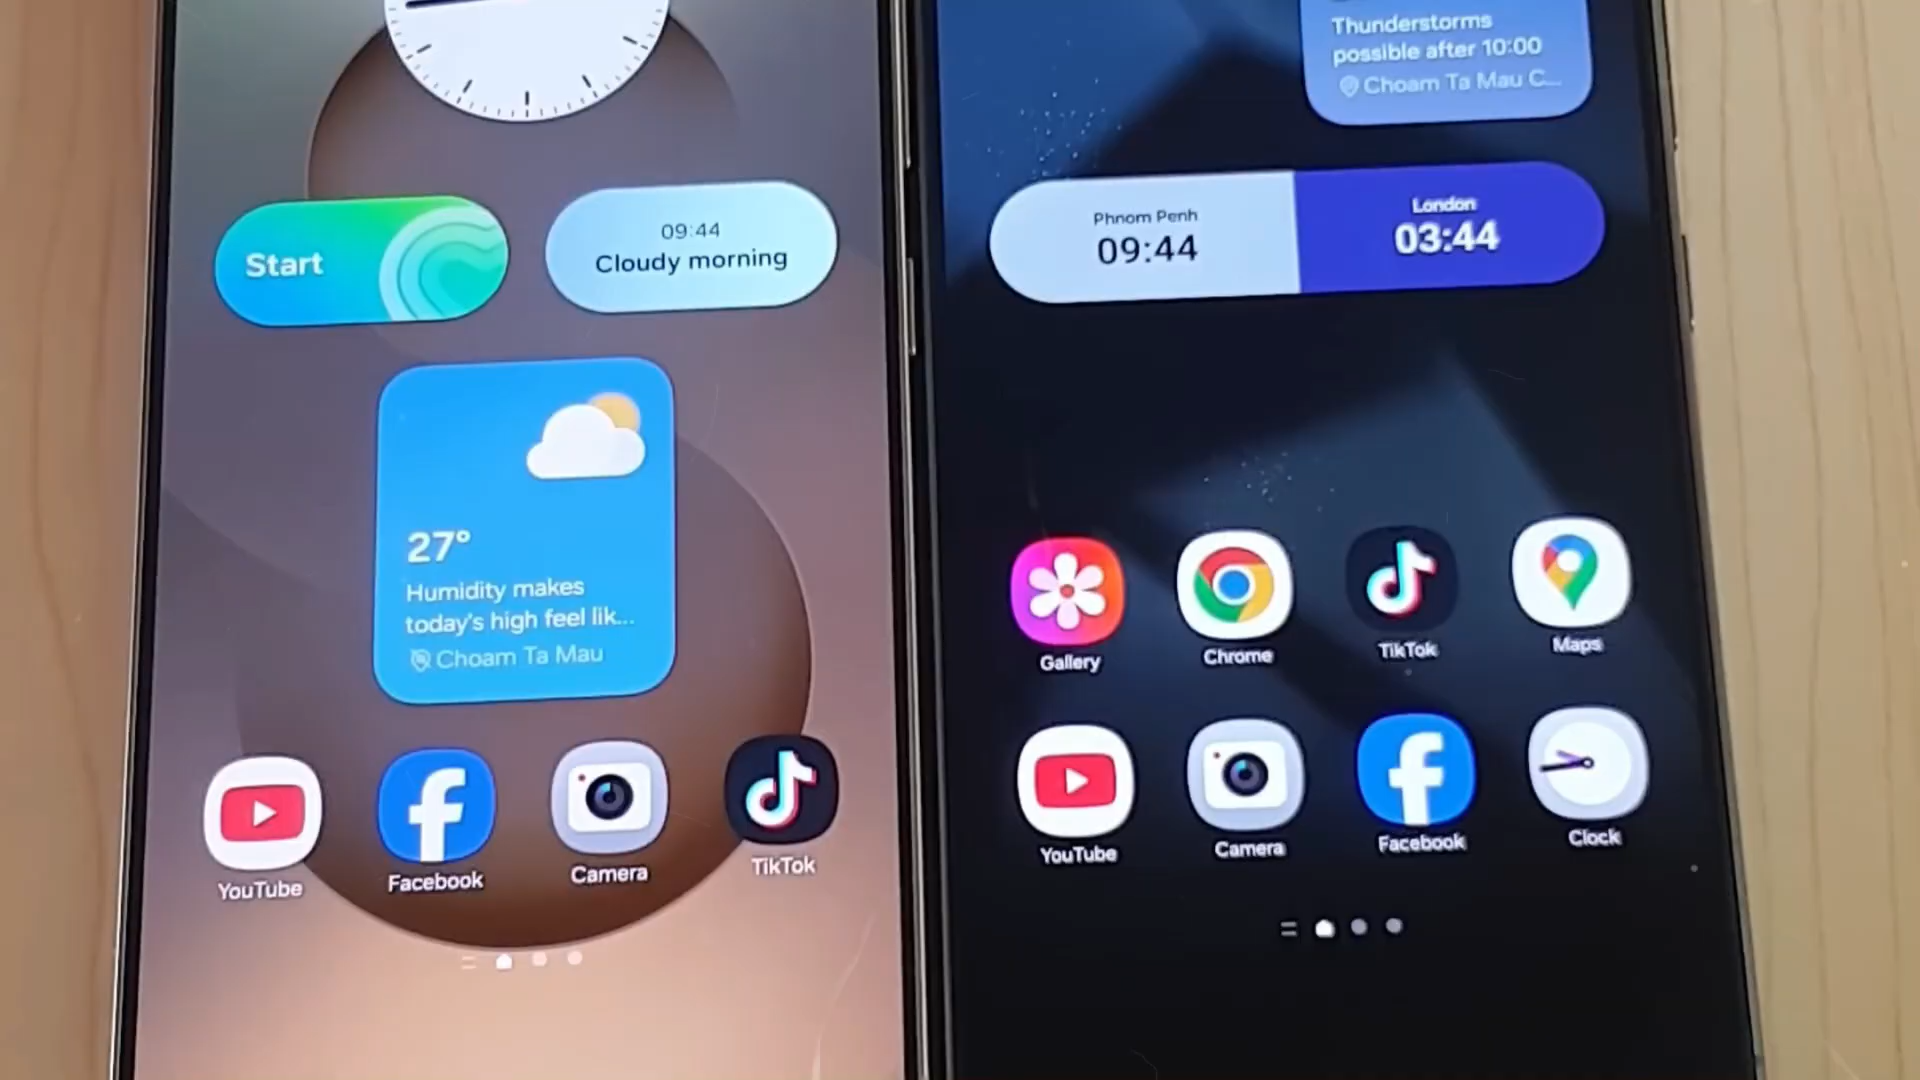 Start
09:44
Cloudy morning
27°
Humidity makes
today's high feel lik...
Choam Ta Mau
YouTube
Facebook
Camera
TikTok
Thunderstorms
possible after 10:00
Choam Ta Mau C...
Phnom Penh
09:44
London
03:44
Gallery
Chrome
TikTok
Maps
YouTube
Camera
Facebook
Clock